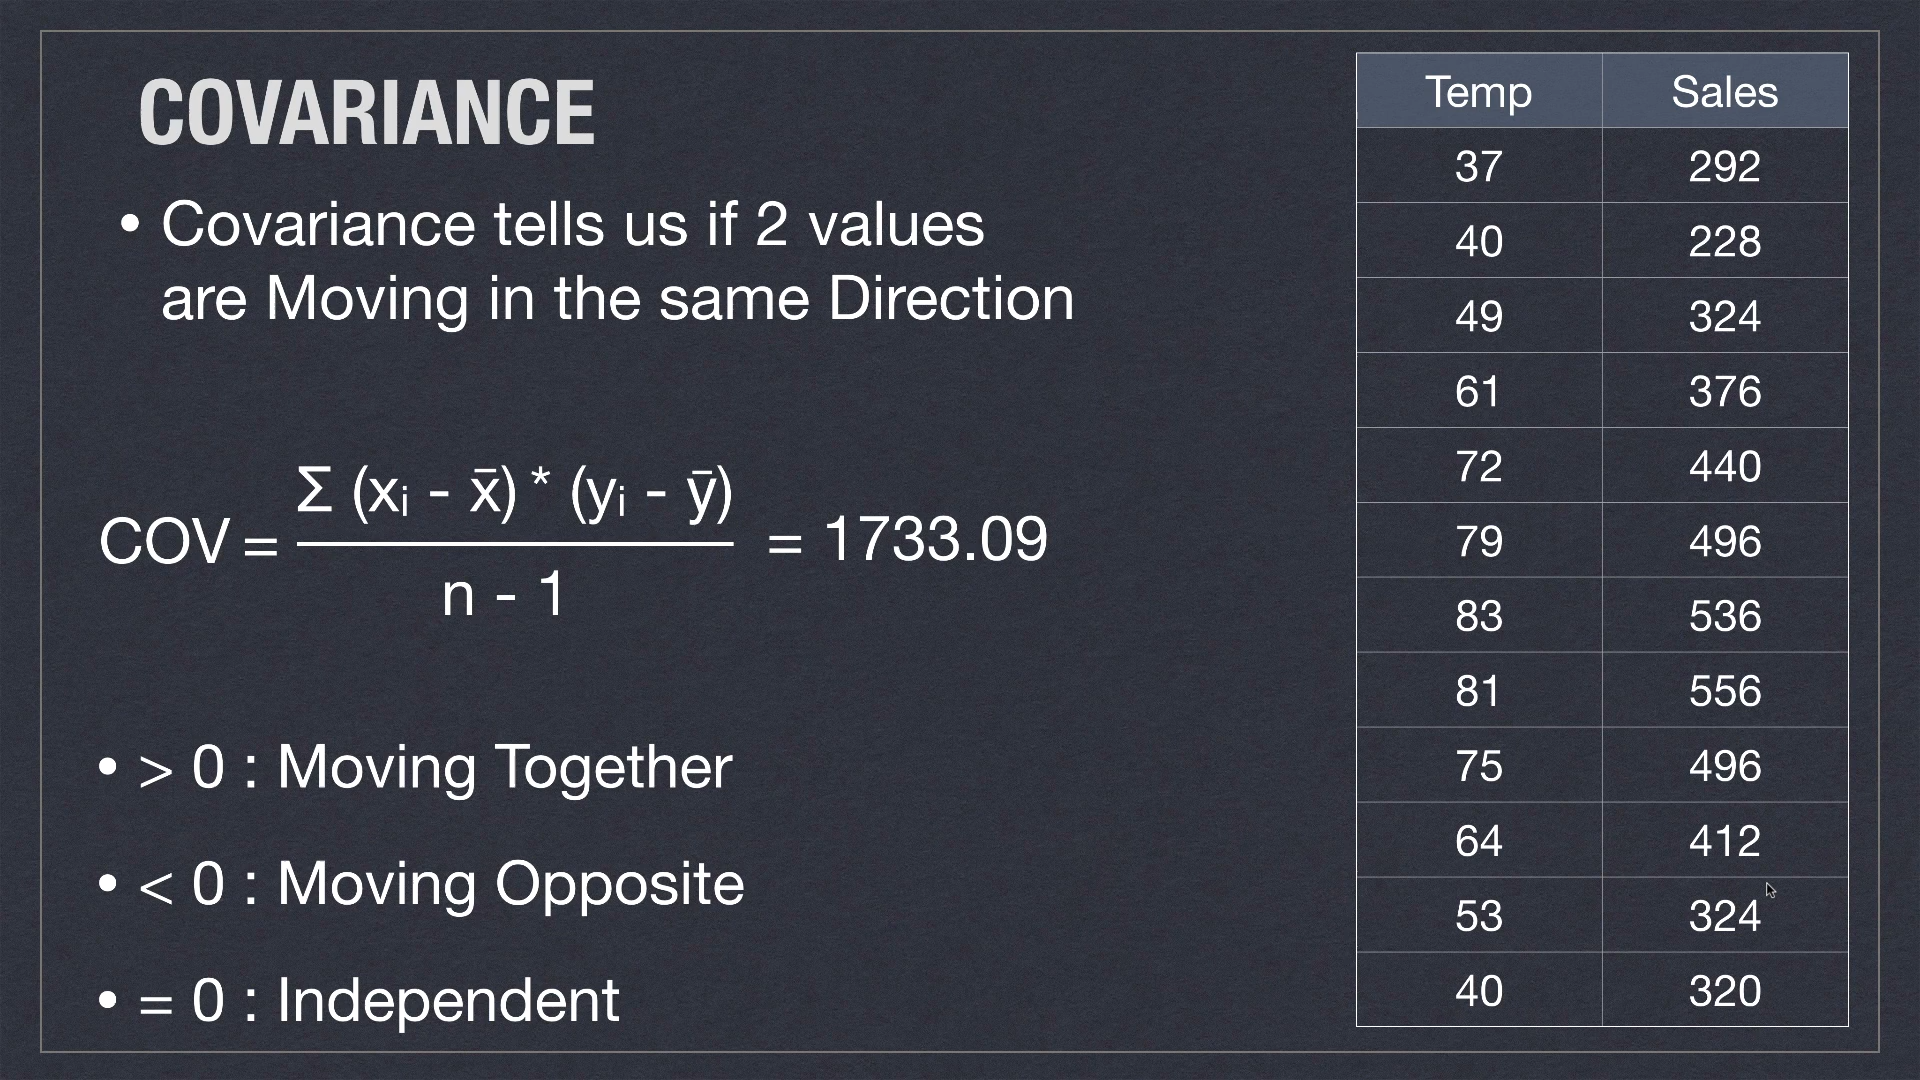 COVARIANCE
• Covariance tells us if 2 values
are Moving in the same Direction
COV = Σ (xᵢ - x̄) * (yᵢ - ȳ) = 1733.09
n - 1
• > 0 : Moving Together
• < 0 : Moving Opposite
• = 0 : Independent
Temp Sales
37 292
40 228
49 324
61 376
72 440
79 496
83 536
81 556
75 496
64 412
53 324
40 320